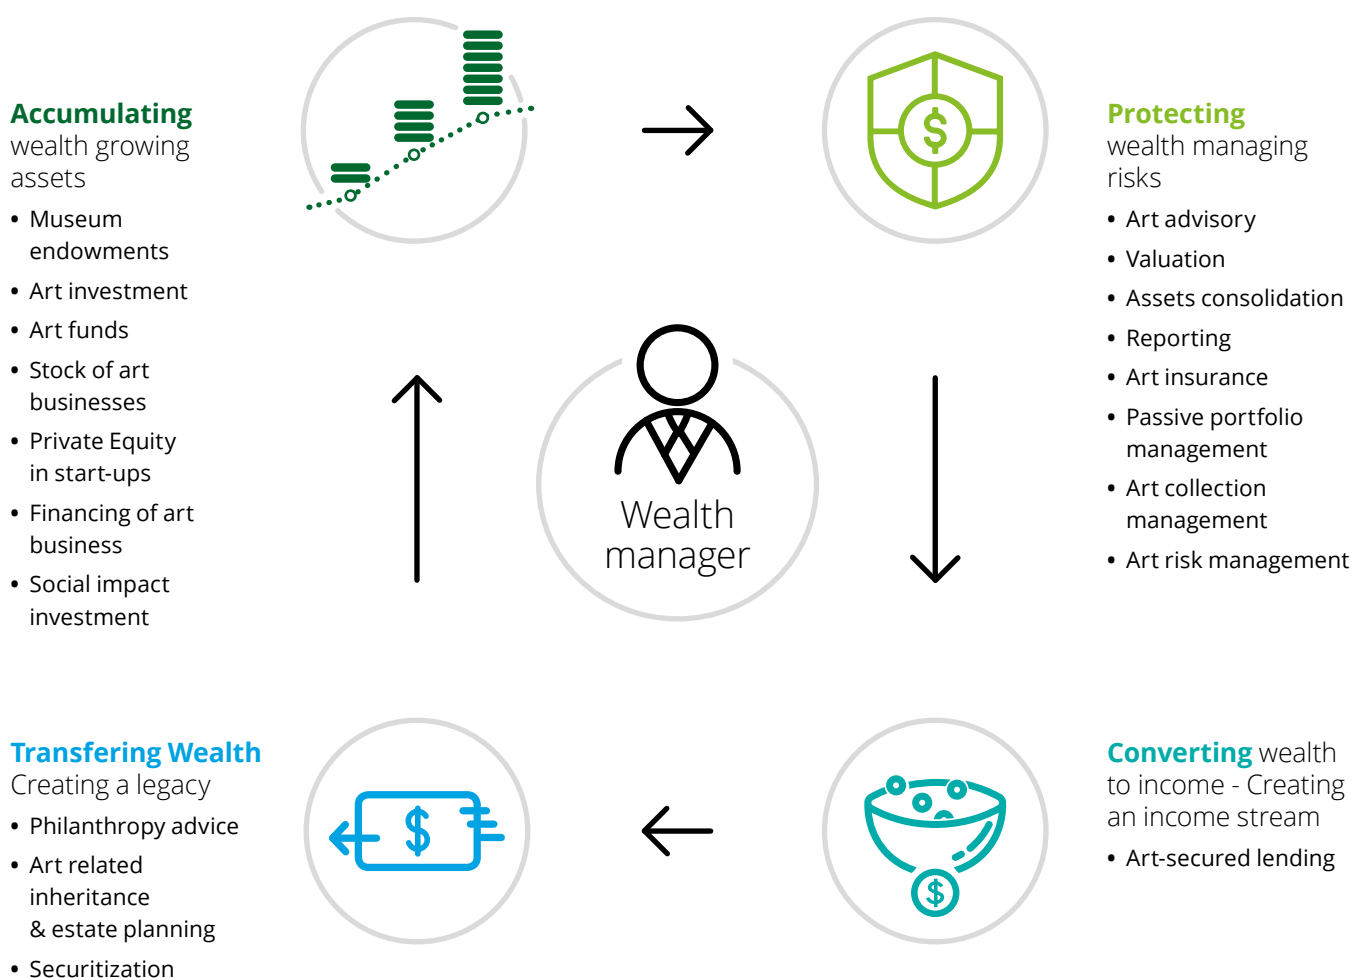 Accumulating
wealth growing
assets
• Museum
endowments
• Art investment
• Art funds
• Stock of art
businesses
• Private Equity
in start-ups
• Financing of art
business
• Social impact
investment
Protecting
wealth managing
risks
• Art advisory
• Valuation
• Assets consolidation
• Reporting
• Art insurance
• Passive portfolio
management
• Art collection
management
• Art risk management
$
Wealth
manager
Transfering Wealth
Creating a legacy
• Philanthropy advice
• Art related
inheritance
& estate planning
• Securitization
$
Converting wealth
to income - Creating
an income stream
• Art-secured lending
$